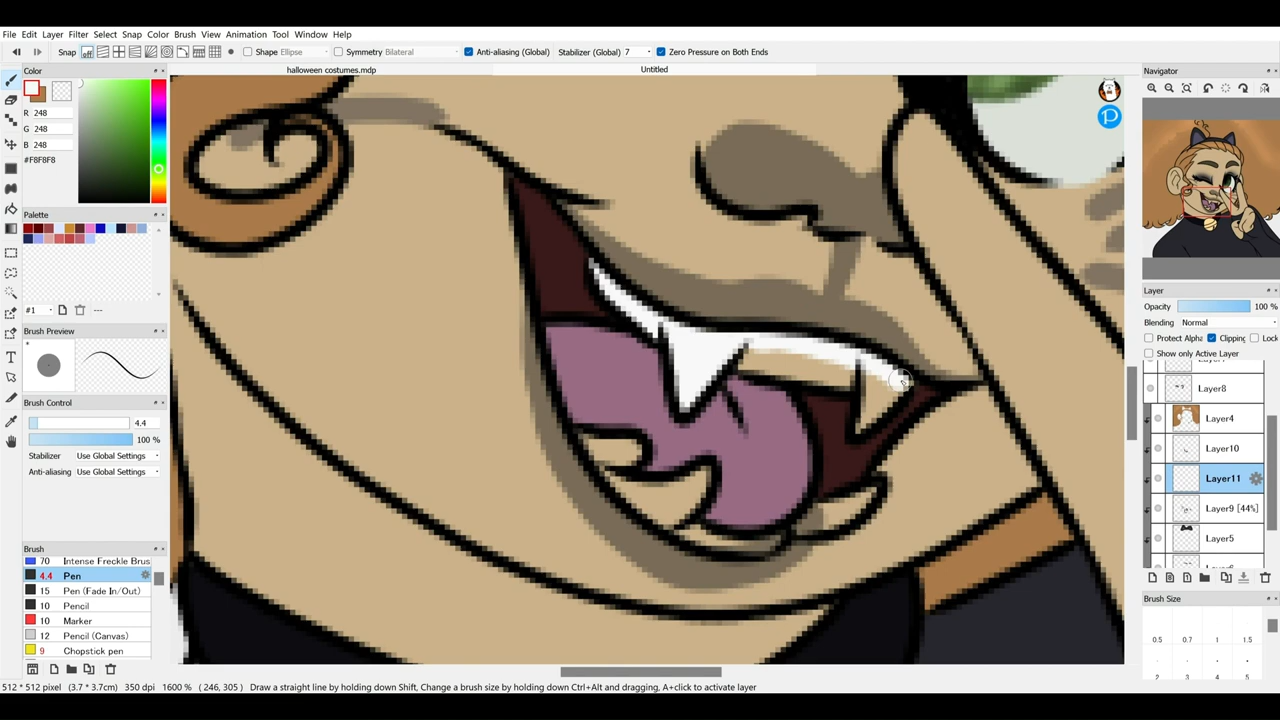 File Edit Layer Filter Select Snap Color Brush View Animation Tool Window Help
Snap off Shape Ellipse Symmetry Bilateral Anti-aliasing (Global) Stabilizer (Global) 7 Zero Pressure on Both Ends
Color
halloween costumes.mdp
Untitled
Navigator
R 248
G 248
B 248
#F8F8F8
Palette
#1
---
Brush Preview
Brush Control
4.4
100 %
Stabilizer Use Global Settings
Anti-aliasing Use Global Settings
Brush
70 Intense Freckle Brus
4.4 Pen
15 Pen (Fade In/Out)
10 Pencil
10 Marker
12 Pencil (Canvas)
9 Chopstick pen
Layer
Opacity 100 %
Blending Normal
Protect Alpha Clipping Lock
Show only Active Layer
Layer8
Layer4
Layer10
Layer11
Layer9 [44%]
Layer5
Brush Size
0.5 0.7 1 1.5
2 3 4 5
512 * 512 pixel (3.7 * 3.7cm) 350 dpi 1600 % ( 246, 305 ) Draw a straight line by holding down Shift, Change a brush size by holding down Ctrl+Alt and dragging, A+click to activate layer